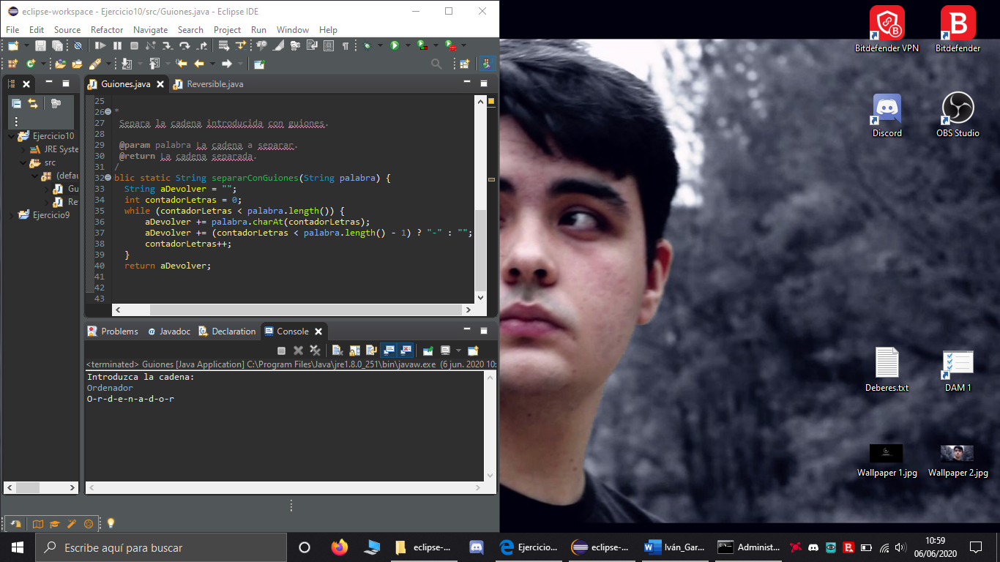 eclipse-workspace - Ejercicio10/src/Guiones.java - Eclipse IDE
File Edit Source Refactor Navigate Search Project Run Window Help
Guiones.java
Reversible.java
Ejercicio10
JRE Syste
src
(defau
Gu
Re
Ejercicio9
25
26 *
27 Separa la cadena introducida con guiones.
28
29 @param palabra La cadena a separar.
30 @return La cadena separada.
31 /
32 blic static String separarConGuiones(String palabra) {
33 String aDevolver = "";
34 int contadorLetras = 0;
35 while (contadorLetras < palabra.length()) {
36 aDevolver += palabra.charAt(contadorLetras);
37 aDevolver += (contadorLetras < palabra.length() - 1) ? "-" : "";
38 contadorLetras++;
39 }
40 return aDevolver;
41
42
43
Problems Javadoc Declaration Console
<terminated> Guiones [Java Application] C:\Program Files\Java\jre1.8.0_251\bin\javaw.exe (6 jun. 2020 10:
Introduzca la cadena:
Ordenador
O-r-d-e-n-a-d-o-r
Bitdefender VPN
Bitdefender
Discord
OBS Studio
Deberes.txt
DAM 1
Wallpaper 1.jpg
Wallpaper 2.jpg
Escribe aquí para buscar
eclipse-...
Ejercicio...
eclipse-...
Iván_Gar...
Administ...
10:59
06/06/2020